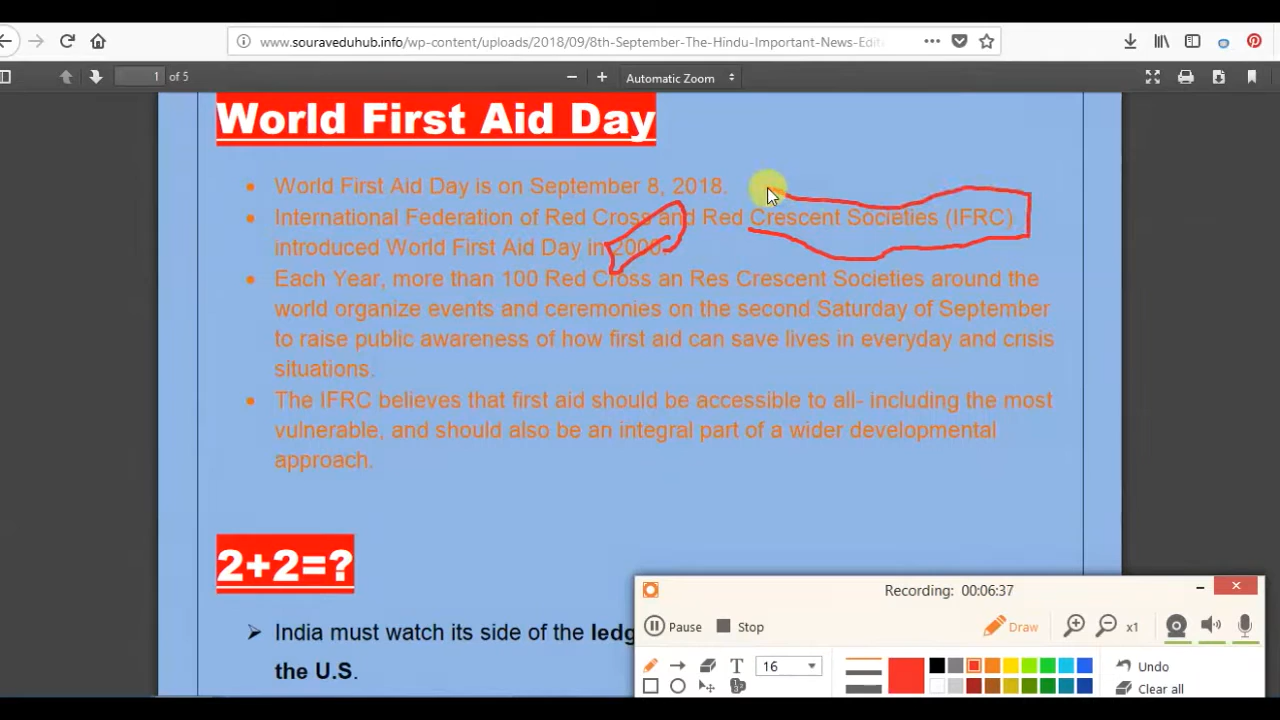 www.souraveduhub.info/wp-content/uploads/2018/09/8th-September-The-Hindu-Important-News-Edit
1 of 5
Automatic Zoom
World First Aid Day
• World First Aid Day is on September 8, 2018.
• International Federation of Red Cross and Red Crescent Societies (IFRC)
introduced World First Aid Day in 2000.
• Each Year, more than 100 Red Cross an Res Crescent Societies around the
world organize events and ceremonies on the second Saturday of September
to raise public awareness of how first aid can save lives in everyday and crisis
situations.
• The IFRC believes that first aid should be accessible to all- including the most
vulnerable, and should also be an integral part of a wider developmental
approach.
2+2=?
➢ India must watch its side of the ledg
the U.S.
Recording: 00:06:37
Pause Stop Draw x1
T 16 Undo
Clear all